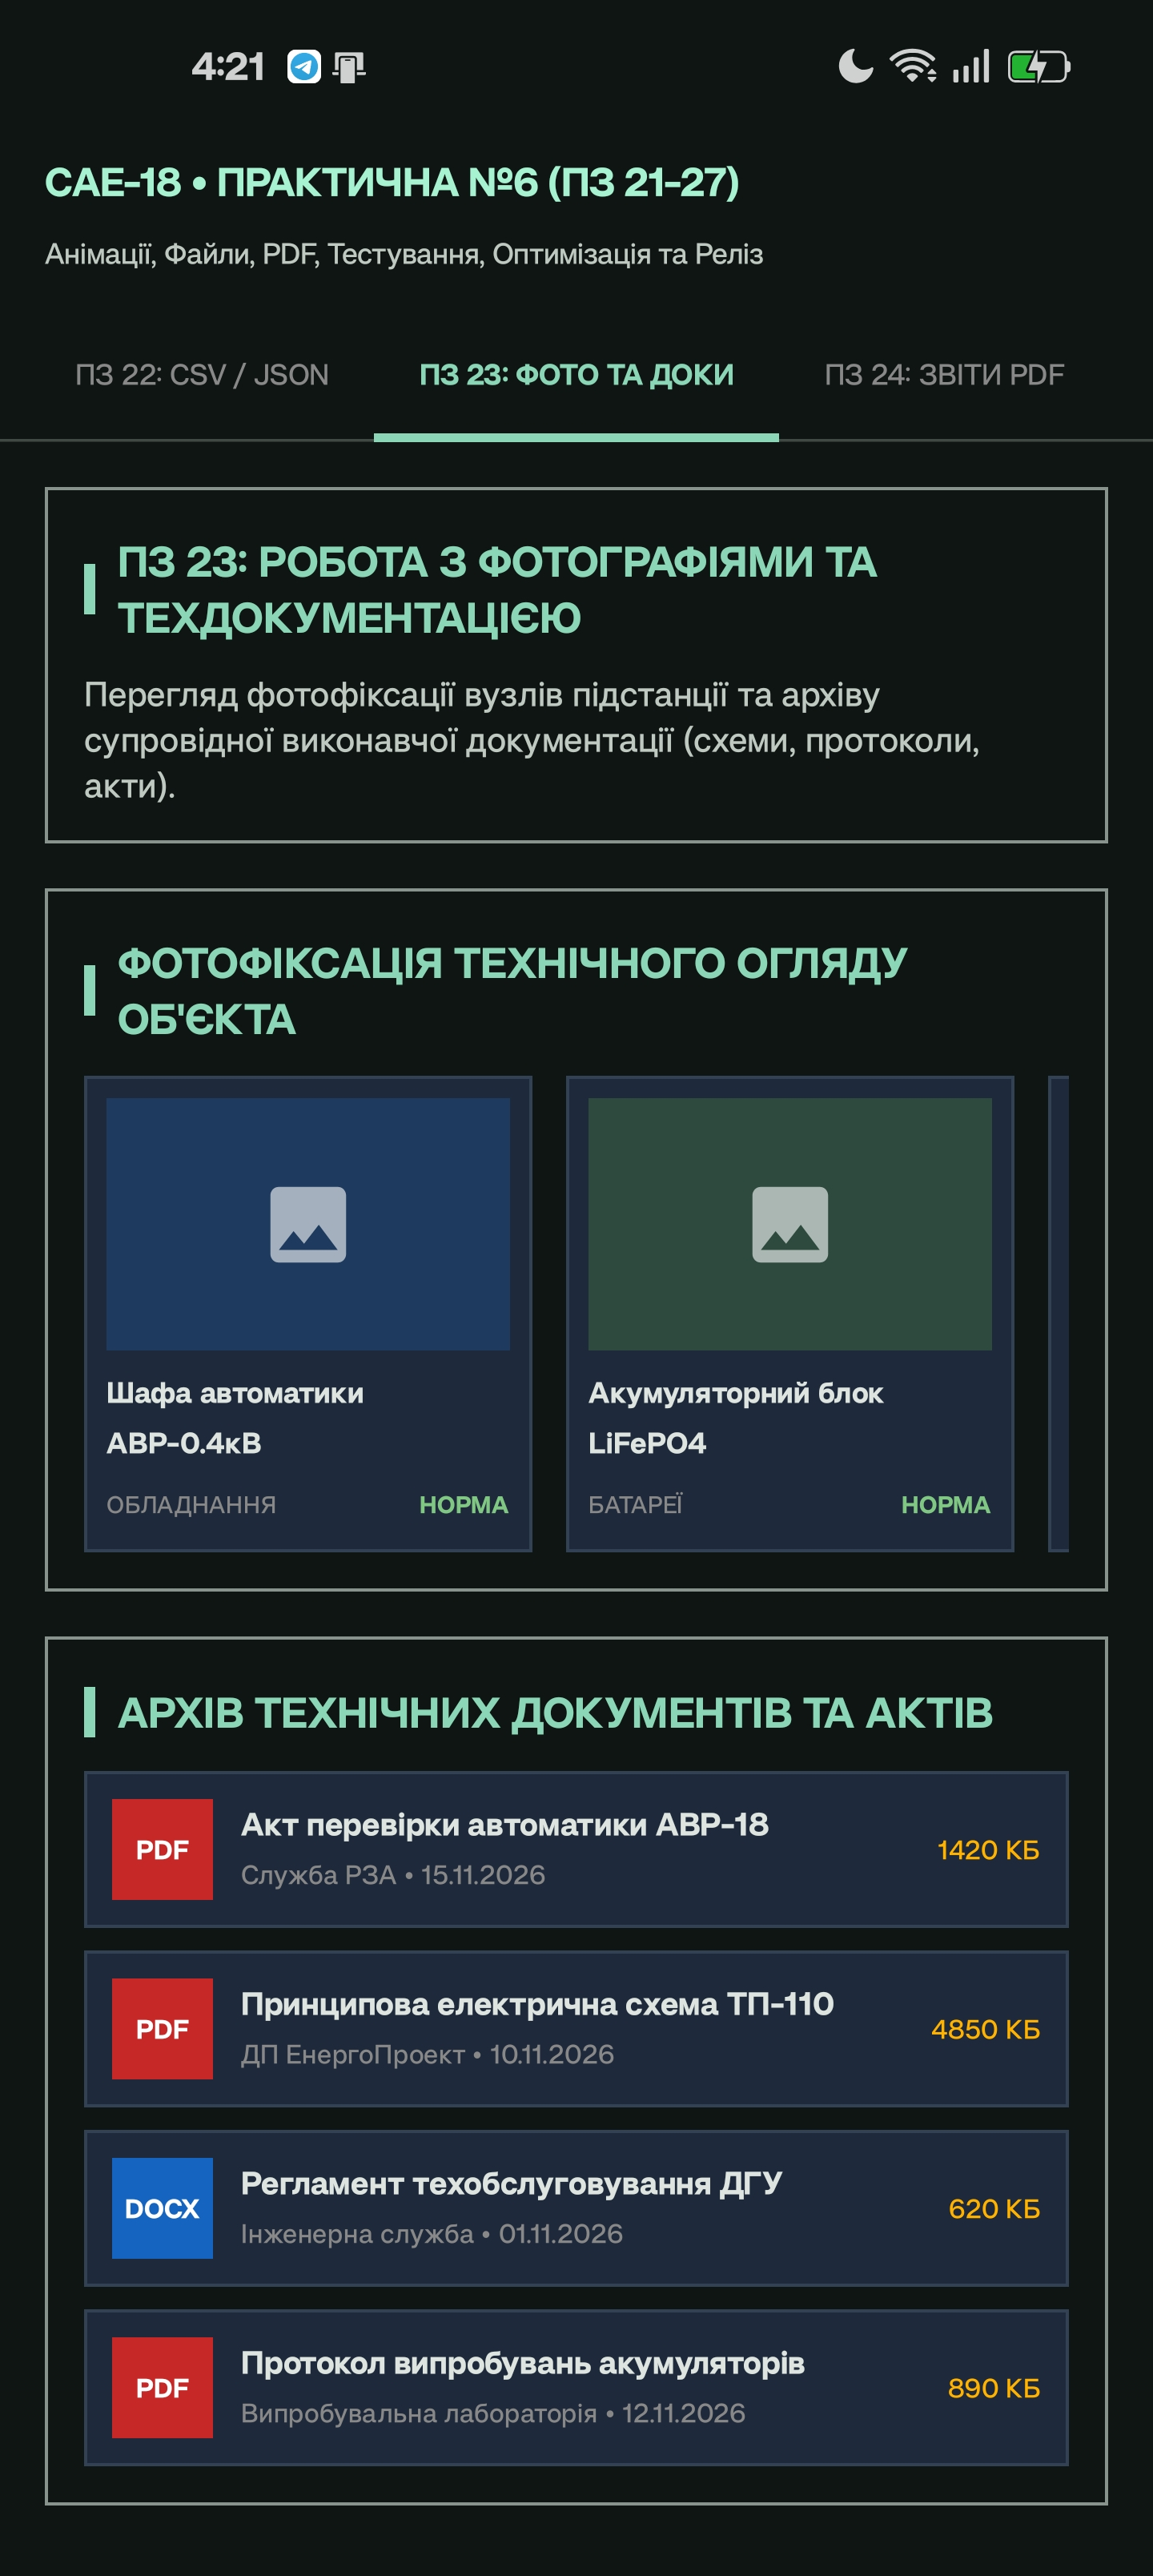 4:21
САЕ-18 • ПРАКТИЧНА №6 (ПЗ 21-27)
Анімації, Файли, PDF, Тестування, Оптимізація та Реліз
ПЗ 22: CSV / JSON
ПЗ 23: ФОТО ТА ДОКИ
ПЗ 24: ЗВІТИ PDF
ПЗ 23: РОБОТА З ФОТОГРАФІЯМИ ТА
ТЕХДОКУМЕНТАЦІЄЮ
Перегляд фотофіксації вузлів підстанції та архіву
супровідної виконавчої документації (схеми, протоколи,
акти).
ФОТОФІКСАЦІЯ ТЕХНІЧНОГО ОГЛЯДУ
ОБ'ЄКТА
Шафа автоматики
АВР-0.4кВ
ОБЛАДНАННЯ
НОРМА
Акумуляторний блок
LiFePO4
БАТАРЕЇ
НОРМА
АРХІВ ТЕХНІЧНИХ ДОКУМЕНТІВ ТА АКТІВ
PDF
Акт перевірки автоматики АВР-18
Служба РЗА • 15.11.2026
1420 КБ
PDF
Принципова електрична схема ТП-110
ДП ЕнергоПроект • 10.11.2026
4850 КБ
DOCX
Регламент техобслуговування ДГУ
Інженерна служба • 01.11.2026
620 КБ
PDF
Протокол випробувань акумуляторів
Випробувальна лабораторія • 12.11.2026
890 КБ